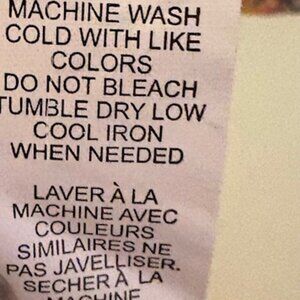 MACHINE WASH
COLD WITH LIKE
COLORS
DO NOT BLEACH
TUMBLE DRY LOW
COOL IRON
WHEN NEEDED
LAVER À LA
MACHINE AVEC
COULEURS
SIMILAIRES NE
PAS JAVELLISER.
SECHER À LA
MACHINE